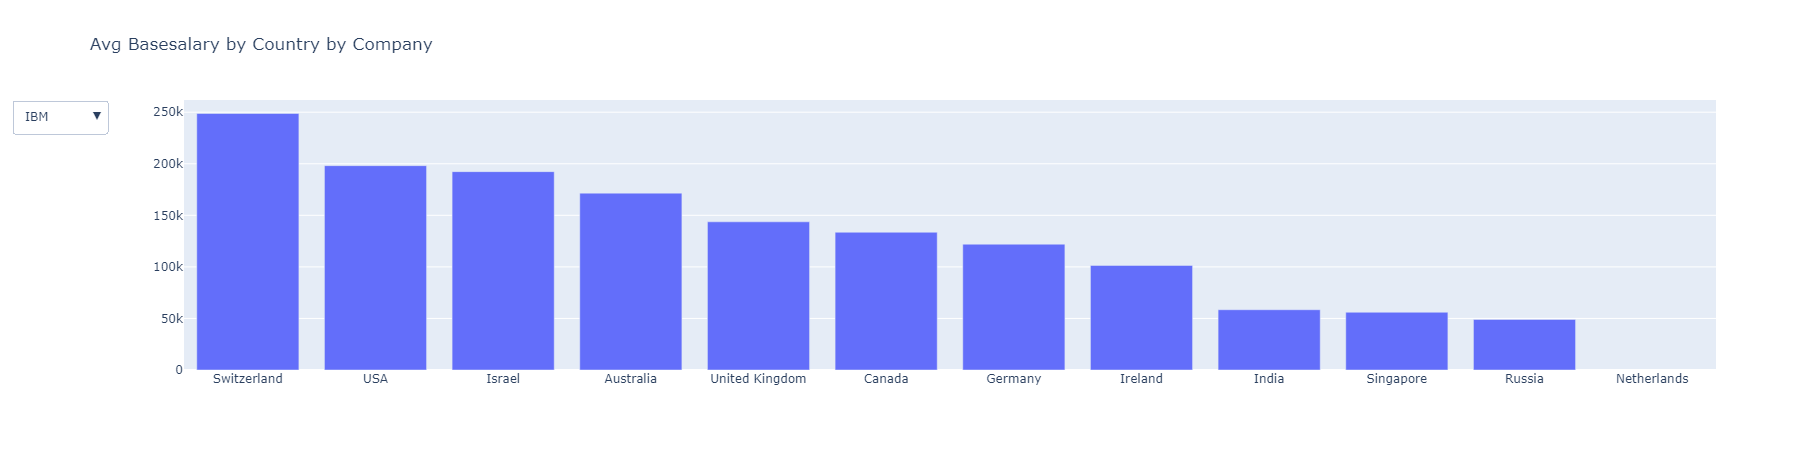 Avg Basesalary by Country by Company
IBM ▼
250k
200k
150k
100k
50k
0
Switzerland USA Israel Australia United Kingdom Canada Germany Ireland India Singapore Russia Netherlands